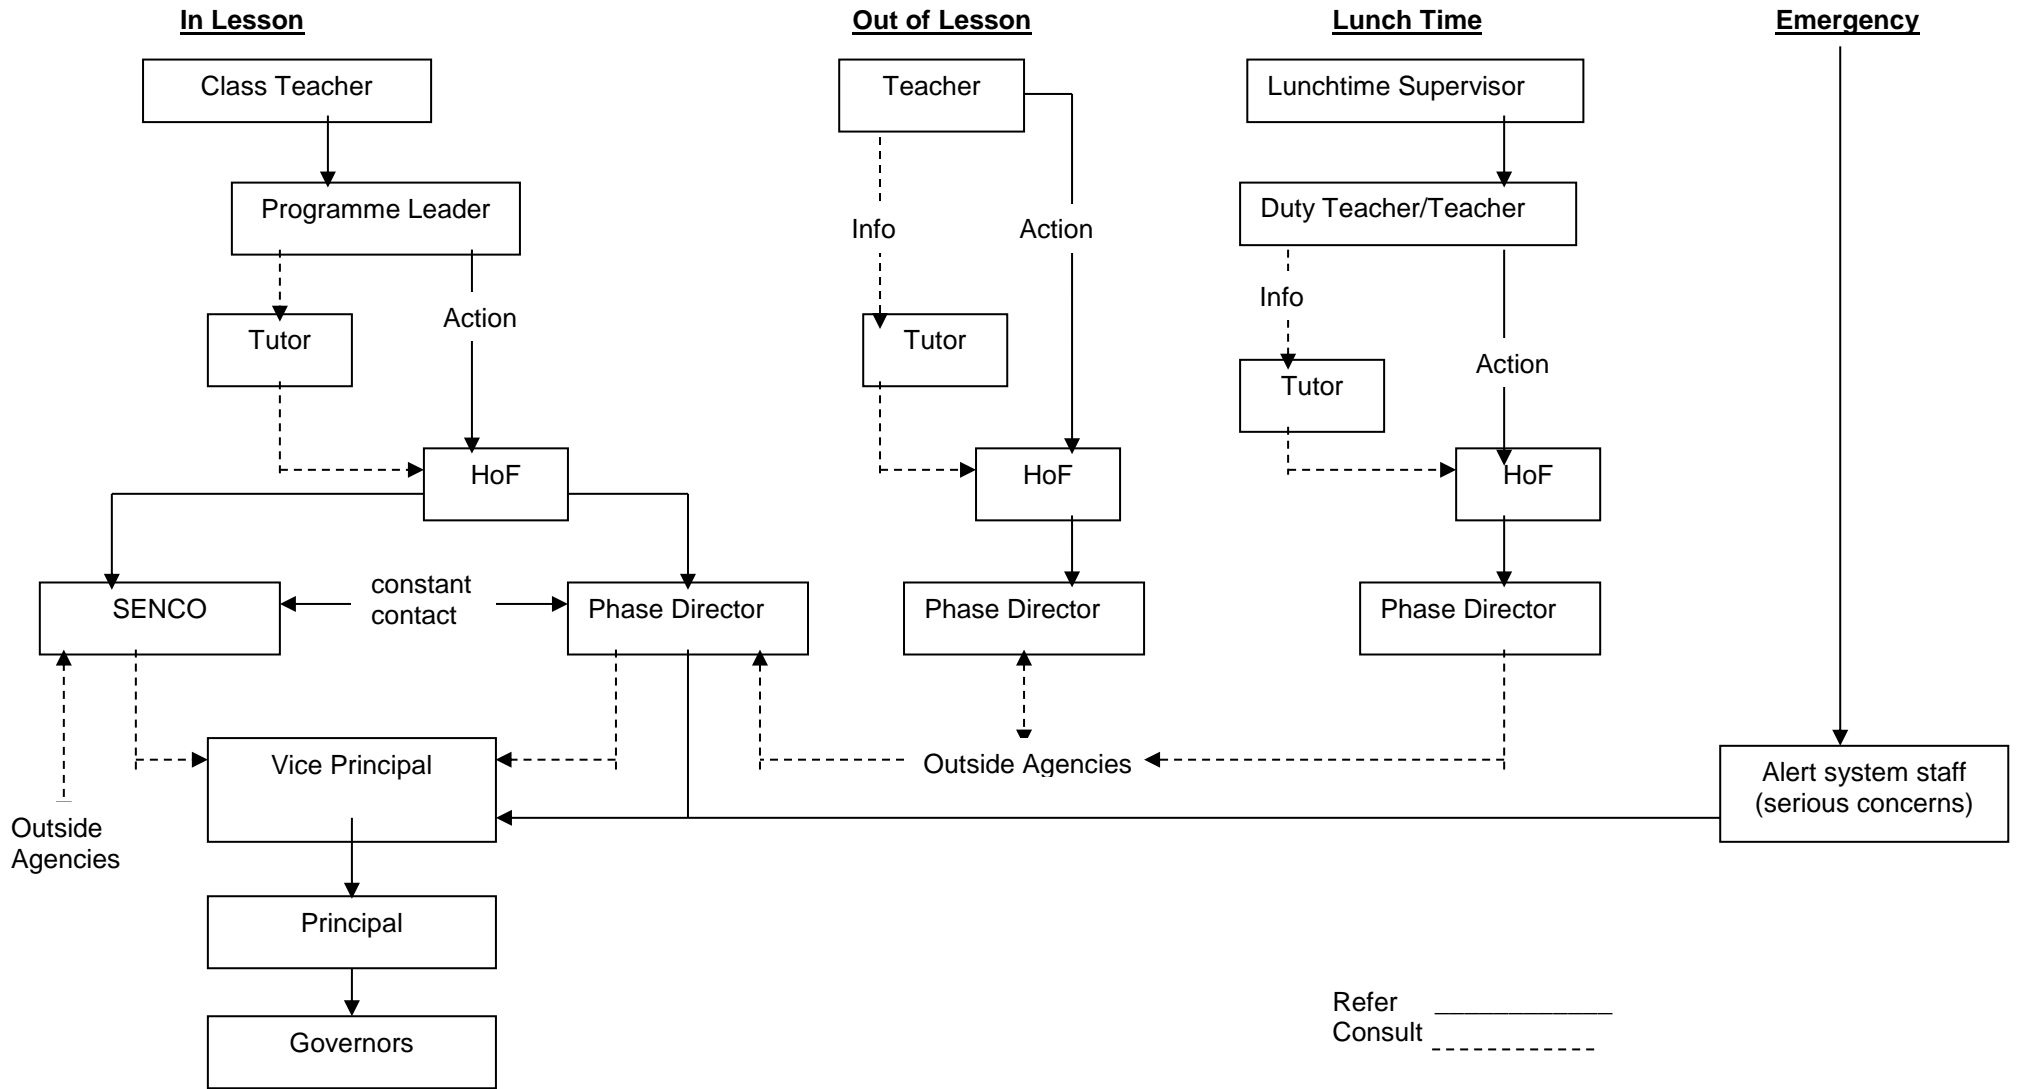 In Lesson
Out of Lesson
Lunch Time
Emergency
Class Teacher
Teacher
Lunchtime Supervisor
Programme Leader
Info
Action
Duty Teacher/Teacher
Info
Action
Tutor
Tutor
Action
Tutor
HoF
HoF
HoF
SENCO
constant
contact
Phase Director
Phase Director
Phase Director
Vice Principal
Outside Agencies
Alert system staff
(serious concerns)
Outside
Agencies
Principal
Governors
Refer ____________
Consult ------------